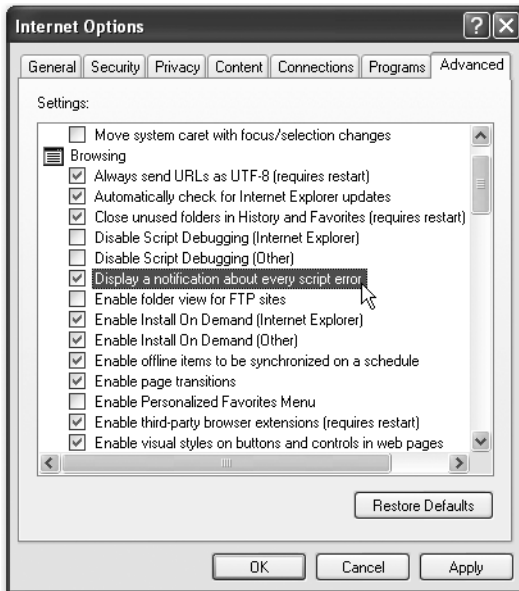 Internet Options
General Security Privacy Content Connections Programs Advanced
Settings:
Move system caret with focus/selection changes
Browsing
Always send URLs as UTF-8 (requires restart)
Automatically check for Internet Explorer updates
Close unused folders in History and Favorites (requires restart)
Disable Script Debugging (Internet Explorer)
Disable Script Debugging (Other)
Display a notification about every script error
Enable folder view for FTP sites
Enable Install On Demand (Internet Explorer)
Enable Install On Demand (Other)
Enable offline items to be synchronized on a schedule
Enable page transitions
Enable Personalized Favorites Menu
Enable third-party browser extensions (requires restart)
Enable visual styles on buttons and controls in web pages
Restore Defaults
OK Cancel Apply